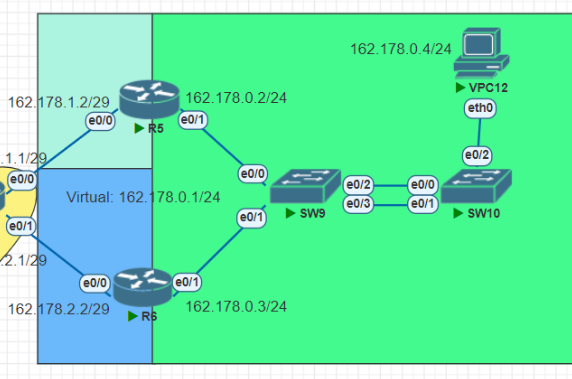 162.178.0.4/24
VPC12
eth0
162.178.1.2/29
162.178.0.2/24
e0/0
R5
e0/1
e0/2
.1.1/29
e0/0
e0/0
e0/2
e0/0
Virtual: 162.178.0.1/24
SW9
e0/3
e0/1
SW10
e0/1
e0/1
.2.1/29
e0/0
e0/1
162.178.2.2/29
R6
162.178.0.3/24